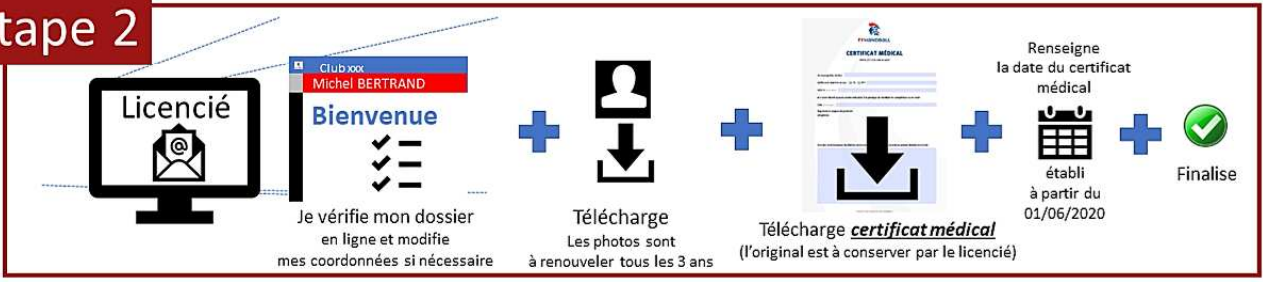 tape 2
Licencié
@
Club xxx
Michel BERTRAND
Bienvenue
Je vérifie mon dossier
en ligne et modifie
mes coordonnées si nécessaire
Télécharge
Les photos sont
à renouveler tous les 3 ans
FFHANDBALL
CERTIFICAT MÉDICAL
Télécharge certificat médical
(l'original est à conserver par le licencié)
Renseigne
la date du certificat
médical
établi
à partir du
01/06/2020
Finalise